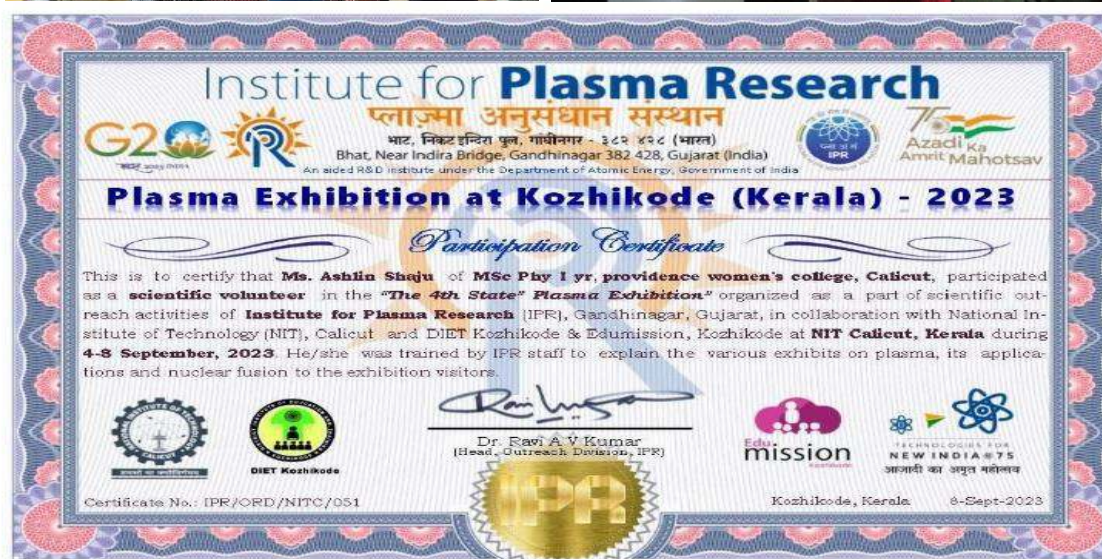 Institute for Plasma Research
प्लाज़्मा अनुसंधान संस्थान
भाट, निकट इन्दिरा पुल, गांधीनगर - ३८२ ४२८ (भारत)
Bhat, Near Indira Bridge, Gandhinagar 382 428, Gujarat (India)
An aided R&D institute under the Department of Atomic Energy, Government of India
G20
IPR
75
Azadi Ka
Amrit Mahotsav
Plasma Exhibition at Kozhikode (Kerala) - 2023
Participation Certificate
This is to certify that Ms. Ashlin Shaju of MSc Phy I yr, providence women's college, Calicut, participated
as a scientific volunteer in the "The 4th State" Plasma Exhibition" organized as a part of scientific out-
reach activities of Institute for Plasma Research (IPR), Gandhinagar, Gujarat, in collaboration with National In-
stitute of Technology (NIT), Calicut and DIET Kozhikode & Edumission, Kozhikode at NIT Calicut, Kerala during
4-8 September, 2023. He/she was trained by IPR staff to explain the various exhibits on plasma, its applica-
tions and nuclear fusion to the exhibition visitors.
DIET Kozhikode
Dr. Ravi A V Kumar
(Head, Outreach Division, IPR)
Edu
mission
Kozhikode
TECHNOLOGIES FOR
NEW INDIA@75
आजादी का अमृत महोत्सव
IPR
Certificate No.: IPR/ORD/NITC/051
Kozhikode, Kerala 8-Sept-2023